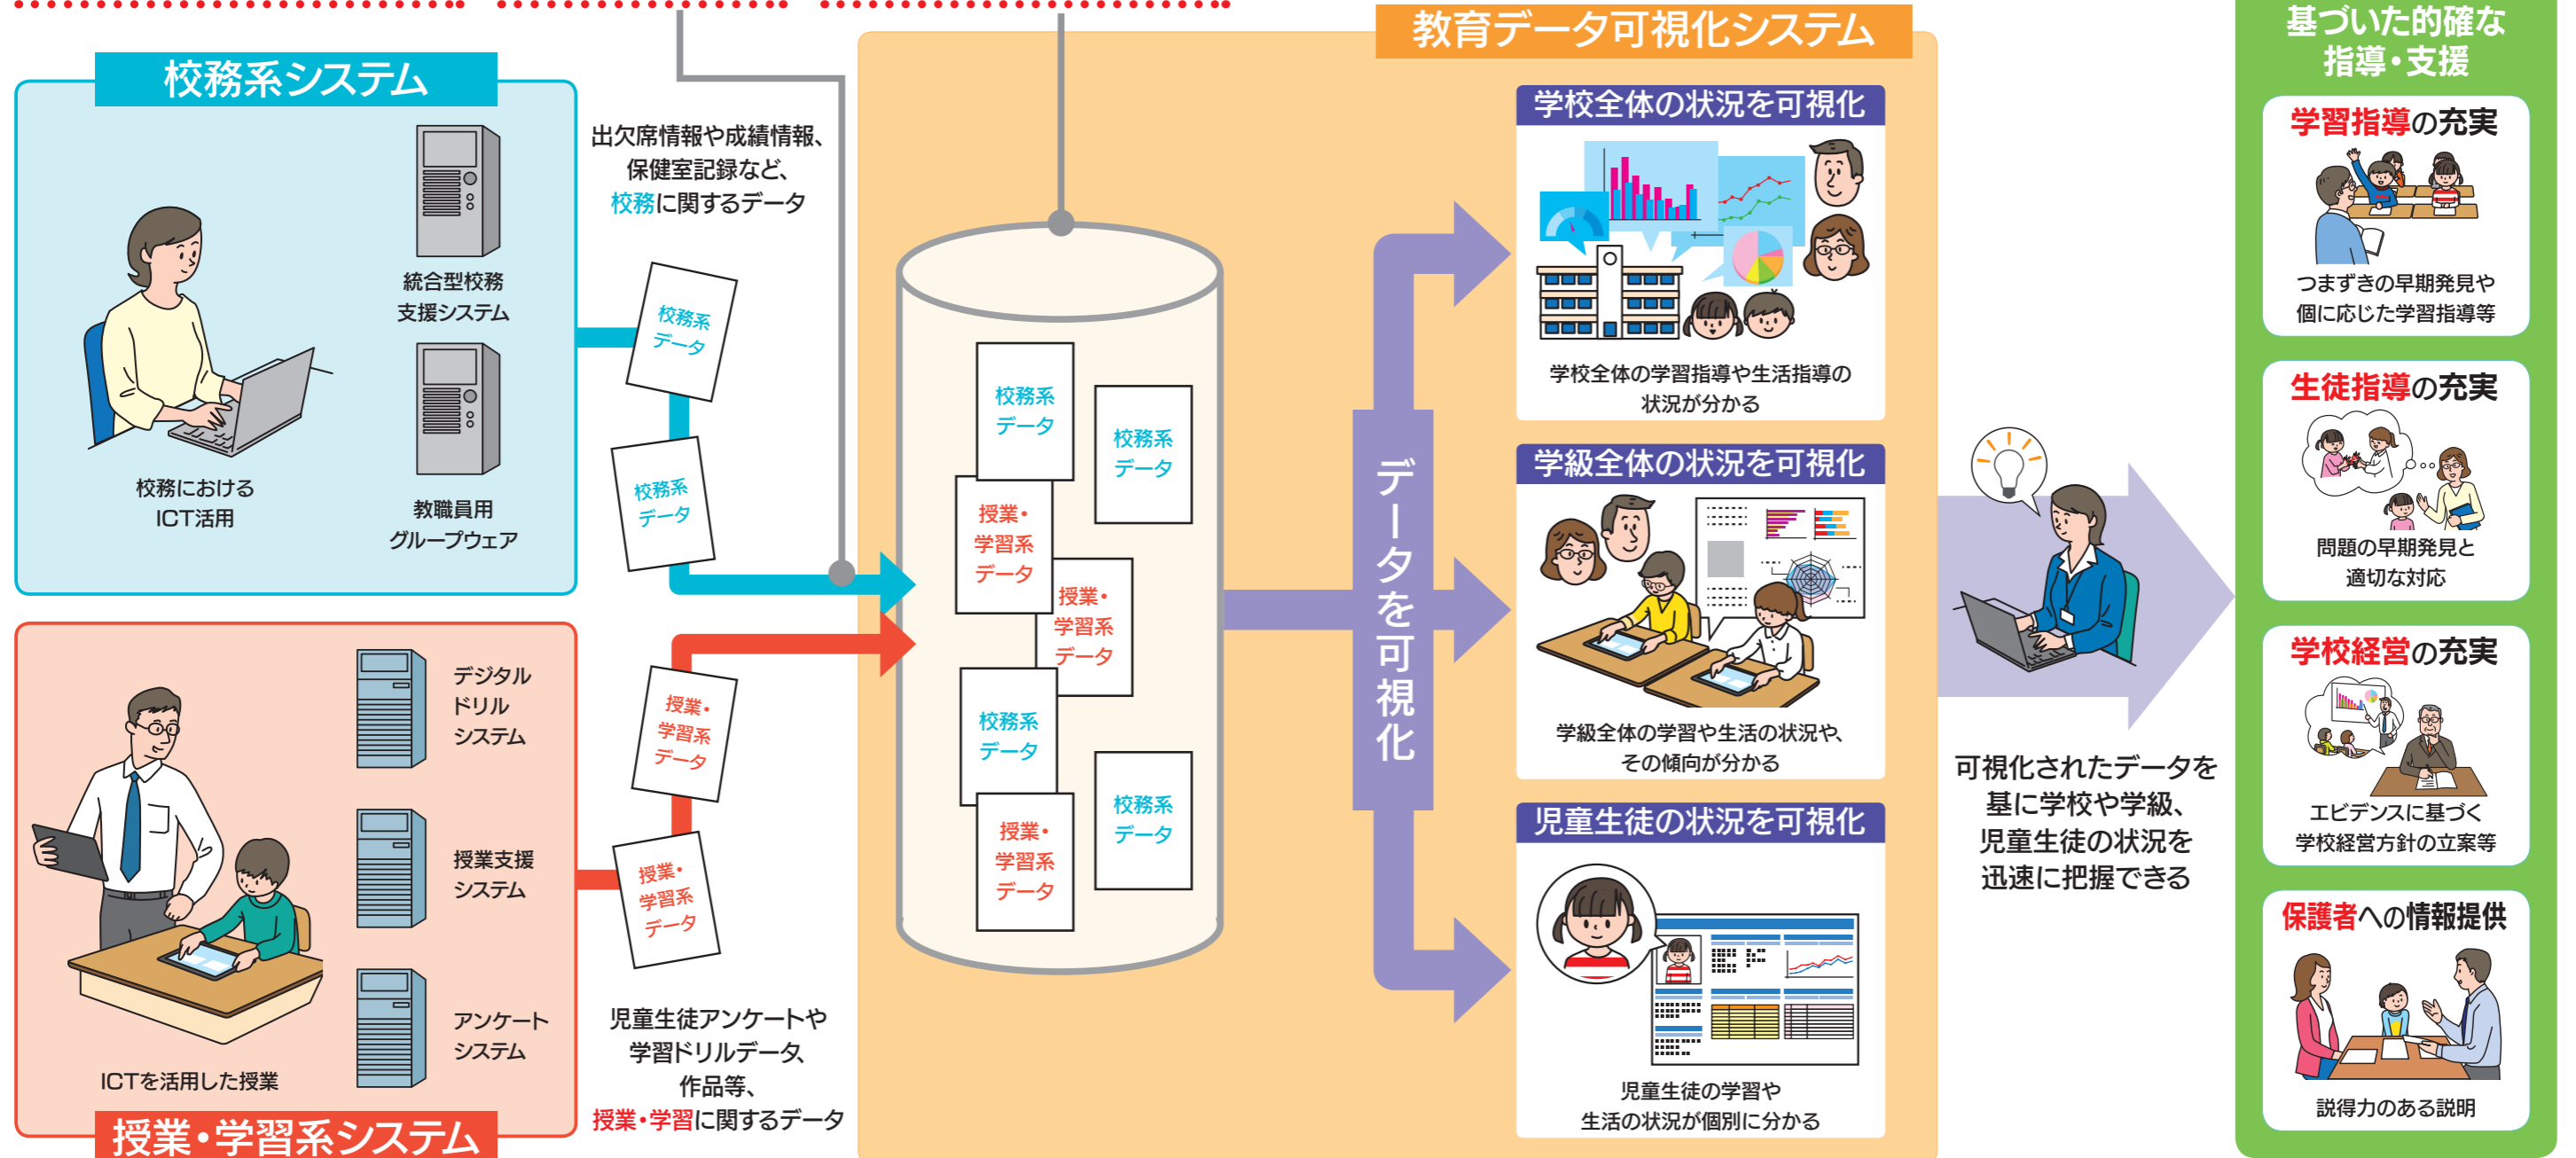 校務系システム
統合型校務
支援システム
教職員用
グループウェア
校務における
ICT活用
出欠席情報や成績情報、
保健室記録など、
校務に関するデータ
校務系
データ
校務系
データ
デジタル
ドリル
システム
授業支援
システム
アンケート
システム
ICTを活用した授業
授業・学習系システム
授業・
学習系
データ
授業・
学習系
データ
児童生徒アンケートや
学習ドリルデータ、
作品等、
授業・学習に関するデータ
教育データ可視化システム
校務系
データ
校務系
データ
授業・
学習系
データ
授業・
学習系
データ
校務系
データ
校務系
データ
授業・
学習系
データ
データを可視化
学校全体の状況を可視化
学校全体の学習指導や生活指導の
状況が分かる
学級全体の状況を可視化
学級全体の学習や生活の状況や、
その傾向が分かる
児童生徒の状況を可視化
児童生徒の学習や
生活の状況が個別に分かる
可視化されたデータを
基に学校や学級、
児童生徒の状況を
迅速に把握できる
基づいた的確な
指導・支援
学習指導の充実
つまずきの早期発見や
個に応じた学習指導等
生徒指導の充実
問題の早期発見と
適切な対応
学校経営の充実
エビデンスに基づく
学校経営方針の立案等
保護者への情報提供
説得力のある説明